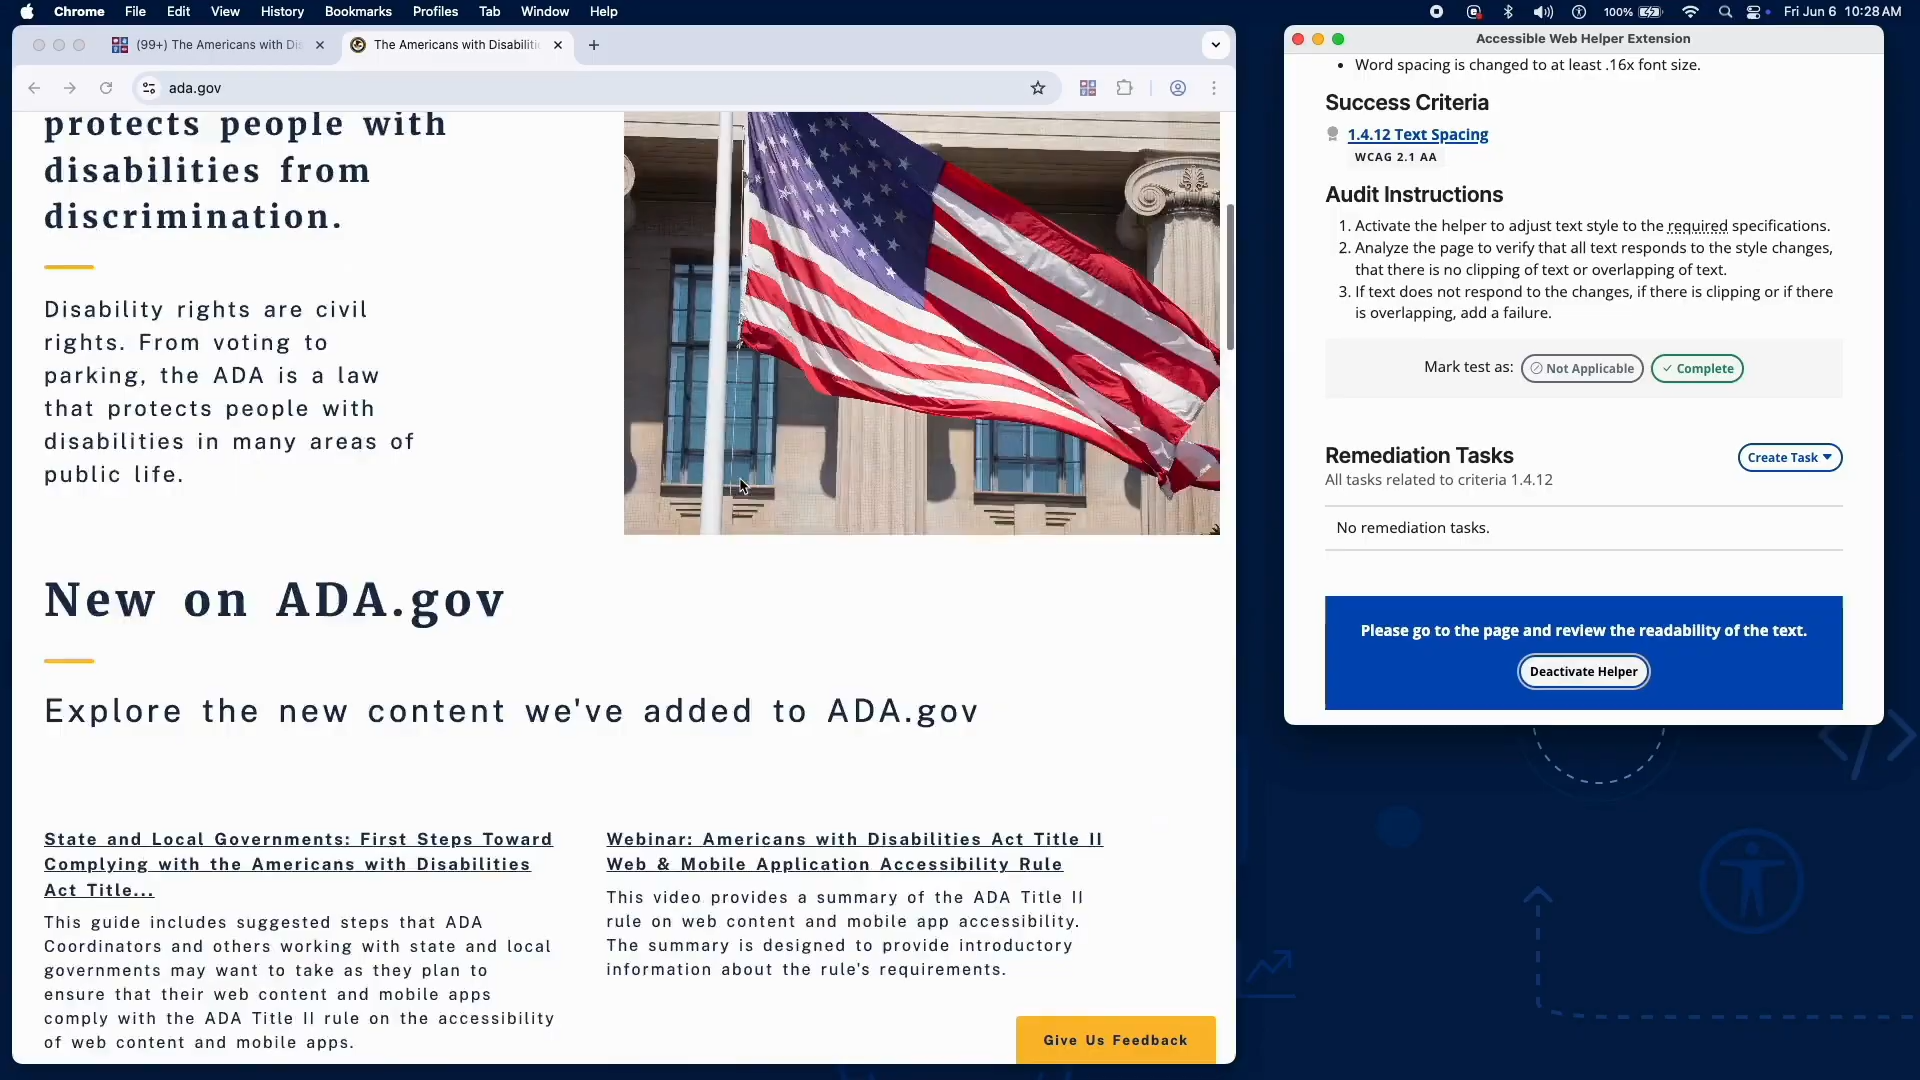 Chrome File Edit View History Bookmarks Profiles Tab Window Help
100% Fri Jun 6 10:28 AM
(99+) The Americans with Dis
The Americans with Disabiliti
ada.gov
protects people with
disabilities from
discrimination.
Disability rights are civil
rights. From voting to
parking, the ADA is a law
that protects people with
disabilities in many areas of
public life.
New on ADA.gov
Explore the new content we've added to ADA.gov
State and Local Governments: First Steps Toward
Complying with the Americans with Disabilities
Act Title...
This guide includes suggested steps that ADA
Coordinators and others working with state and local
governments may want to take as they plan to
ensure that their web content and mobile apps
comply with the ADA Title II rule on the accessibility
of web content and mobile apps.
Webinar: Americans with Disabilities Act Title II
Web & Mobile Application Accessibility Rule
This video provides a summary of the ADA Title II
rule on web content and mobile app accessibility.
The summary is designed to provide introductory
information about the rule's requirements.
Give Us Feedback
Accessible Web Helper Extension
• Word spacing is changed to at least .16x font size.
Success Criteria
1.4.12 Text Spacing
WCAG 2.1 AA
Audit Instructions
1. Activate the helper to adjust text style to the required specifications.
2. Analyze the page to verify that all text responds to the style changes,
that there is no clipping of text or overlapping of text.
3. If text does not respond to the changes, if there is clipping or if there
is overlapping, add a failure.
Mark test as: Not Applicable Complete
Remediation Tasks
Create Task
All tasks related to criteria 1.4.12
No remediation tasks.
Please go to the page and review the readability of the text.
Deactivate Helper